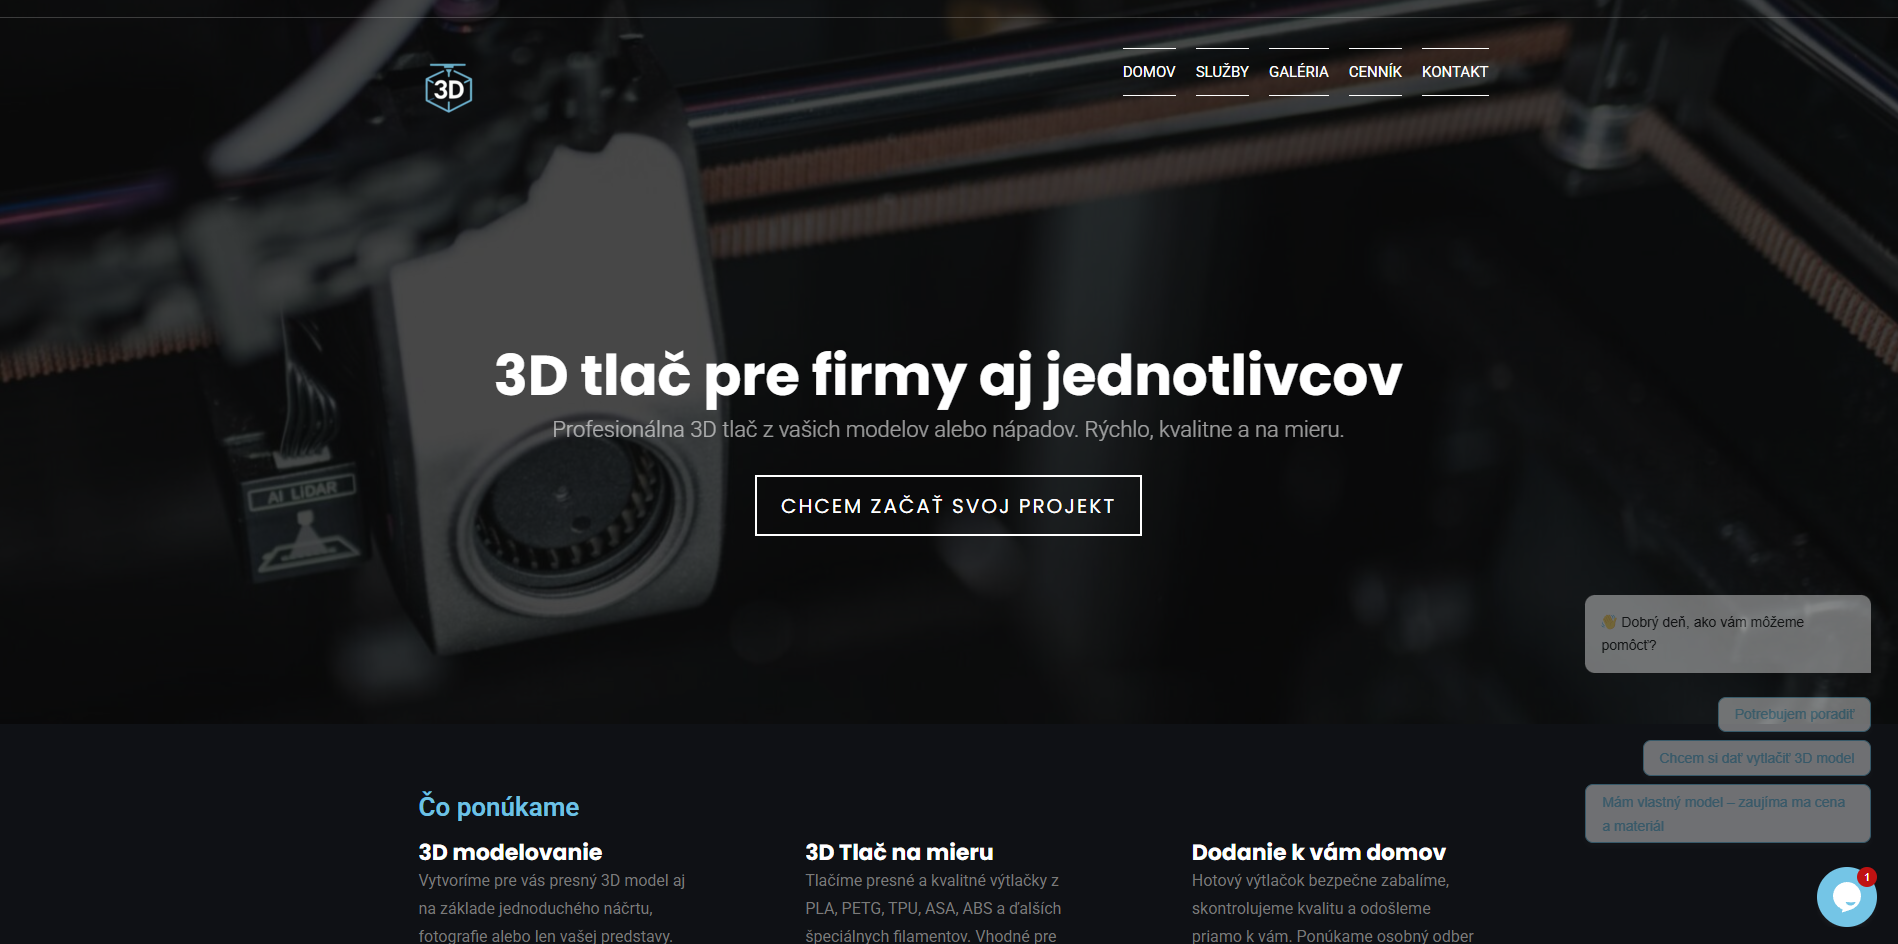 3D
DOMOV
SLUŽBY
GALÉRIA
CENNÍK
KONTAKT
3D tlač pre firmy aj jednotlivcov
Profesionálna 3D tlač z vašich modelov alebo nápadov. Rýchlo, kvalitne a na mieru.
CHCEM ZAČAŤ SVOJ PROJEKT
AI LiDAR
👋 Dobrý deň, ako vám môžeme
pomôcť?
Potrebujem poradiť
Chcem si dať vytlačiť 3D model
Mám vlastný model – zaujíma ma cena
a materiál
1
Čo ponúkame
3D modelovanie
Vytvoríme pre vás presný 3D model aj
na základe jednoduchého náčrtu,
fotografie alebo len vašej predstavy.
3D Tlač na mieru
Tlačíme presné a kvalitné výtlačky z
PLA, PETG, TPU, ASA, ABS a ďalších
špeciálnych filamentov. Vhodné pre
Dodanie k vám domov
Hotový výtlačok bezpečne zabalíme,
skontrolujeme kvalitu a odošleme
priamo k vám. Ponúkame osobný odber